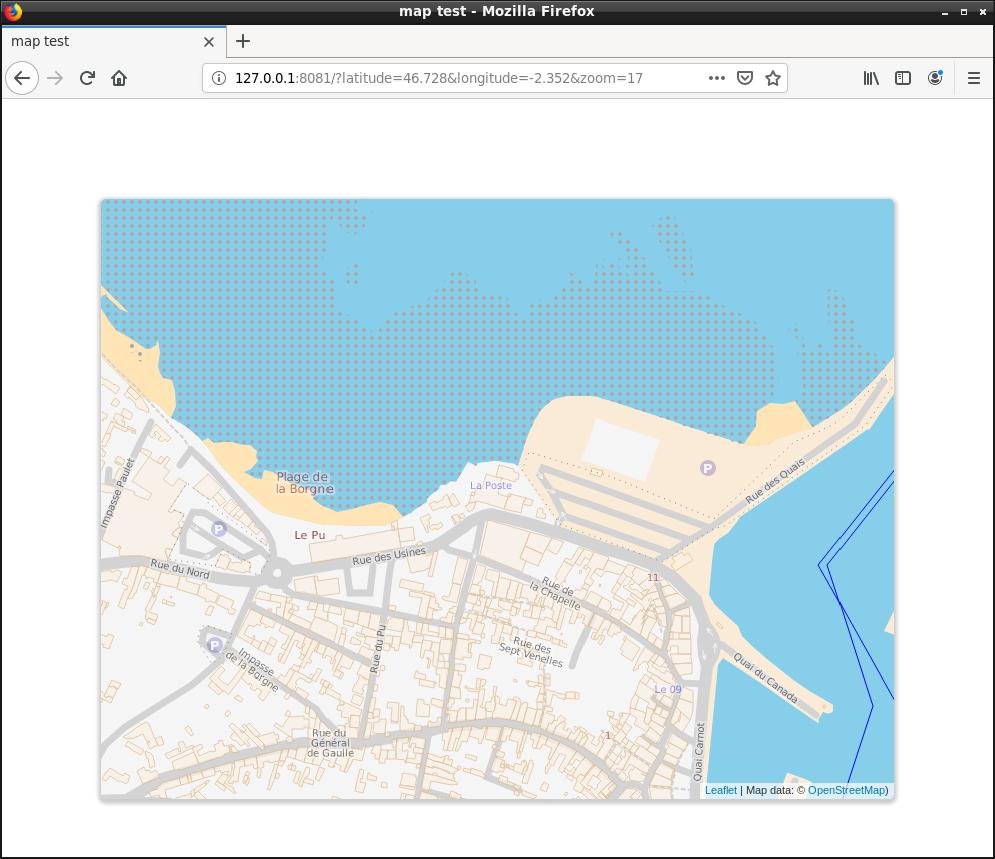 map test - Mozilla Firefox
map test
127.0.0.1:8081/?latitude=46.728&longitude=-2.352&zoom=17
Plage de
la Borgne
La Poste
P
Rue des Quais
Impasse Paulet
P
Le Pu
Rue des Usines
Rue du Nord
11
Rue de
la Chapelle
P
Impasse
de la Borgne
Rue du Pu
Rue des
Sept Venelles
Quai du Canada
Le 09
Rue du
Général
de Gaulle
1
Quai Carnot
Leaflet | Map data: © OpenStreetMap)